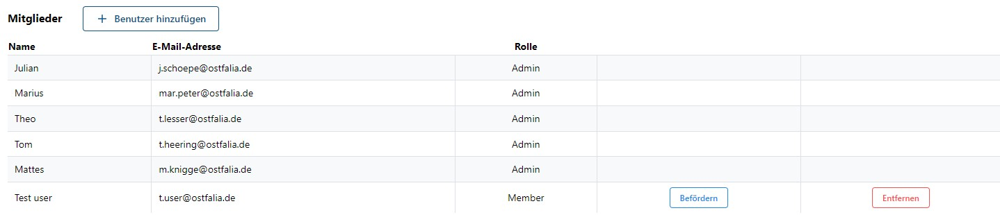 Mitglieder + Benutzer hinzufügen
Name E-Mail-Adresse Rolle
Julian j.schoepe@ostfalia.de Admin
Marius mar.peter@ostfalia.de Admin
Theo t.lesser@ostfalia.de Admin
Tom t.heering@ostfalia.de Admin
Mattes m.knigge@ostfalia.de Admin
Test user t.user@ostfalia.de Member Befördern Entfernen